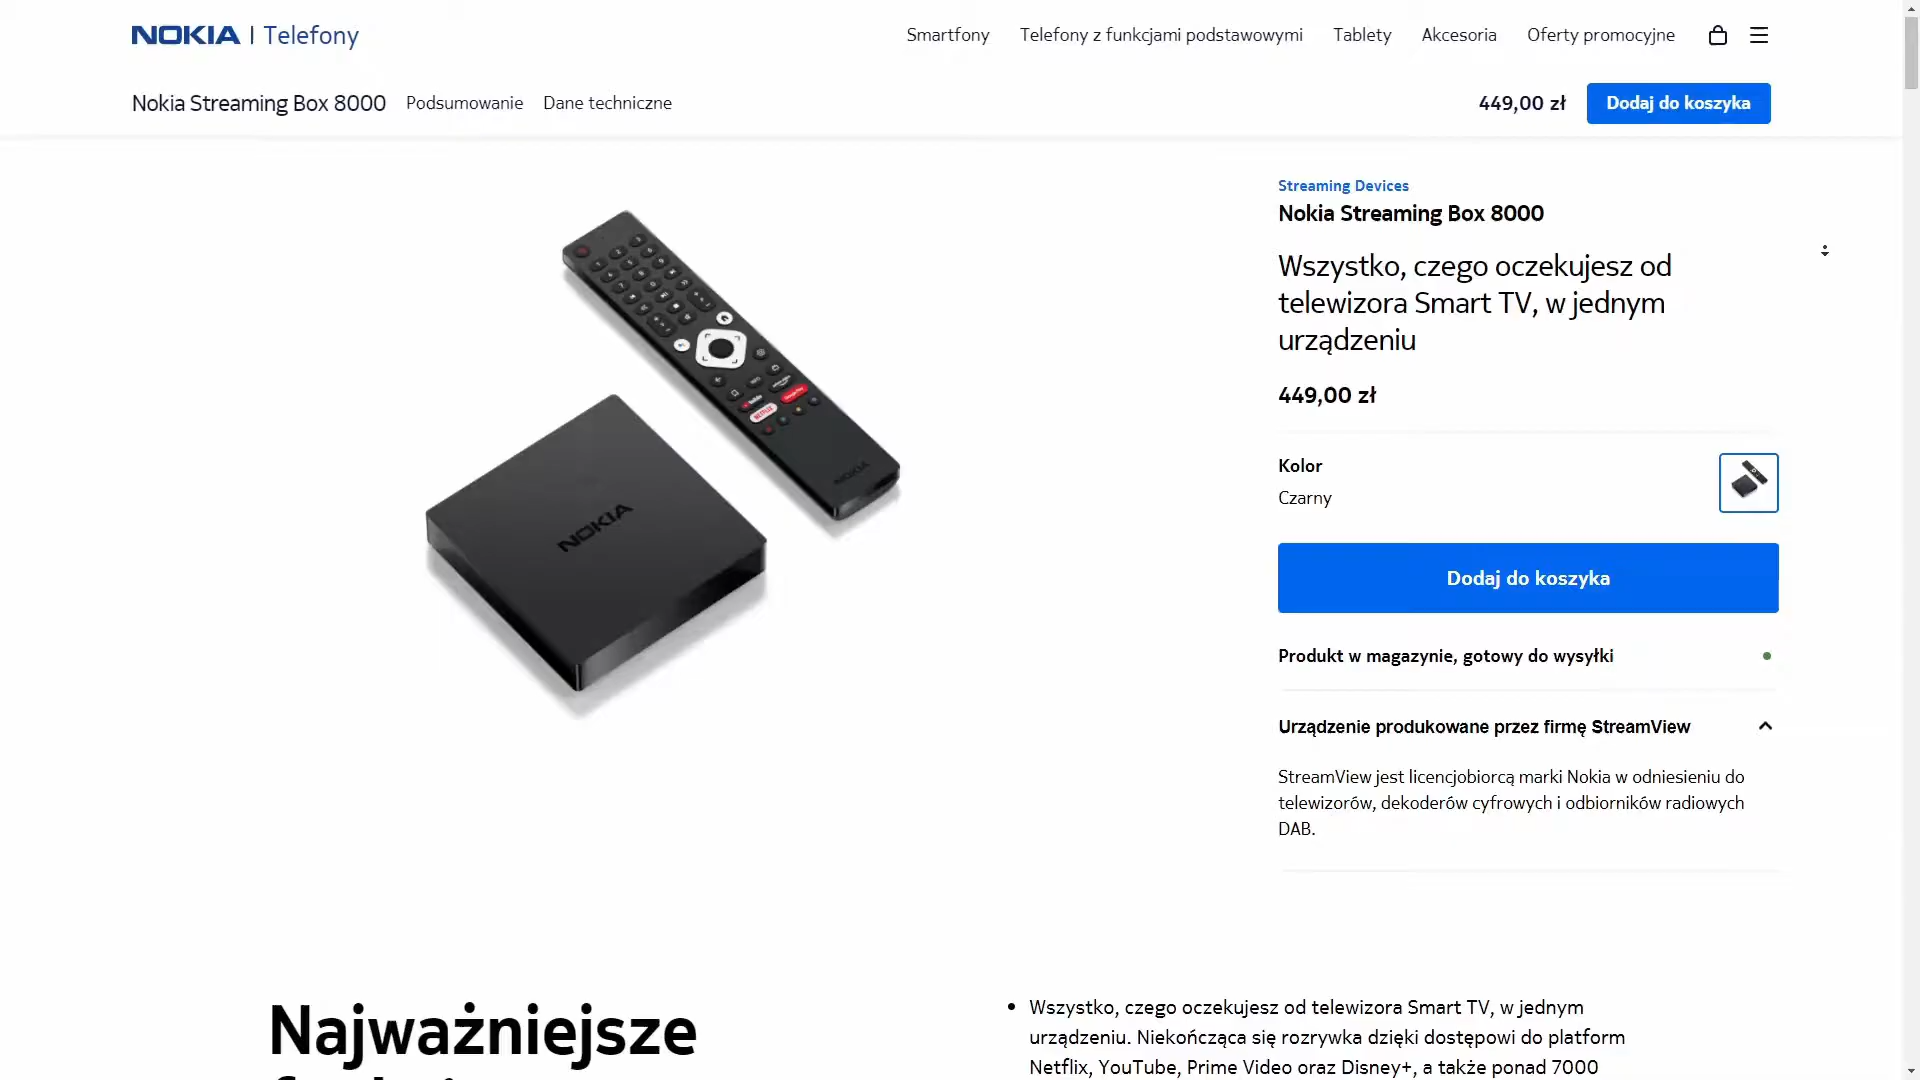 NOKIA | Telefony
Smartfony
Telefony z funkcjami podstawowymi
Tablety
Akcesoria
Oferty promocyjne
Nokia Streaming Box 8000
Podsumowanie
Dane techniczne
449,00 zł
Dodaj do koszyka
Streaming Devices
Nokia Streaming Box 8000
Wszystko, czego oczekujesz od
telewizora Smart TV, w jednym
urządzeniu
449,00 zł
Kolor
Czarny
Dodaj do koszyka
Produkt w magazynie, gotowy do wysyłki
Urządzenie produkowane przez firmę StreamView
StreamView jest licencjobiorcą marki Nokia w odniesieniu do
telewizorów, dekoderów cyfrowych i odbiorników radiowych
DAB.
NETFLIX
NOKIA
NOKIA
Najważniejsze
Wszystko, czego oczekujesz od telewizora Smart TV, w jednym
urządzeniu. Niekończąca się rozrywka dzięki dostępowi do platform
Netflix, YouTube, Prime Video oraz Disney+, a także ponad 7000